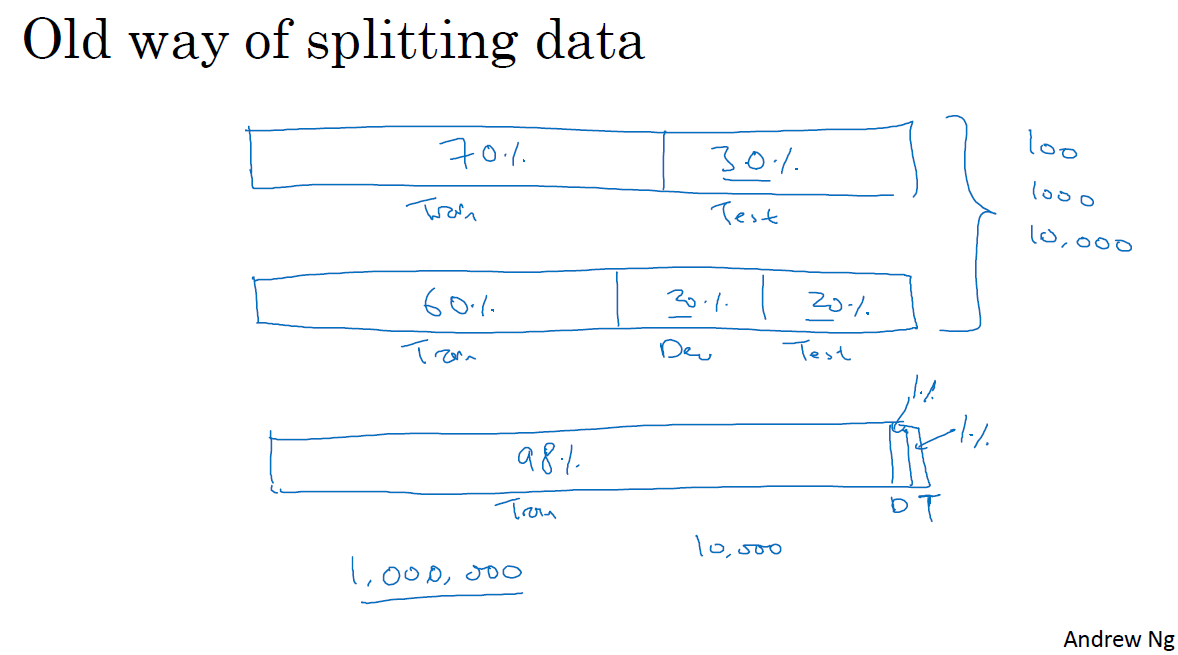 Old way of splitting data
70% 30%
Train Test
100
1000
10,000
60% 20% 20%
Train Dev Test
1%
1%
98%
Train D T
10,000
1,000,000
Andrew Ng